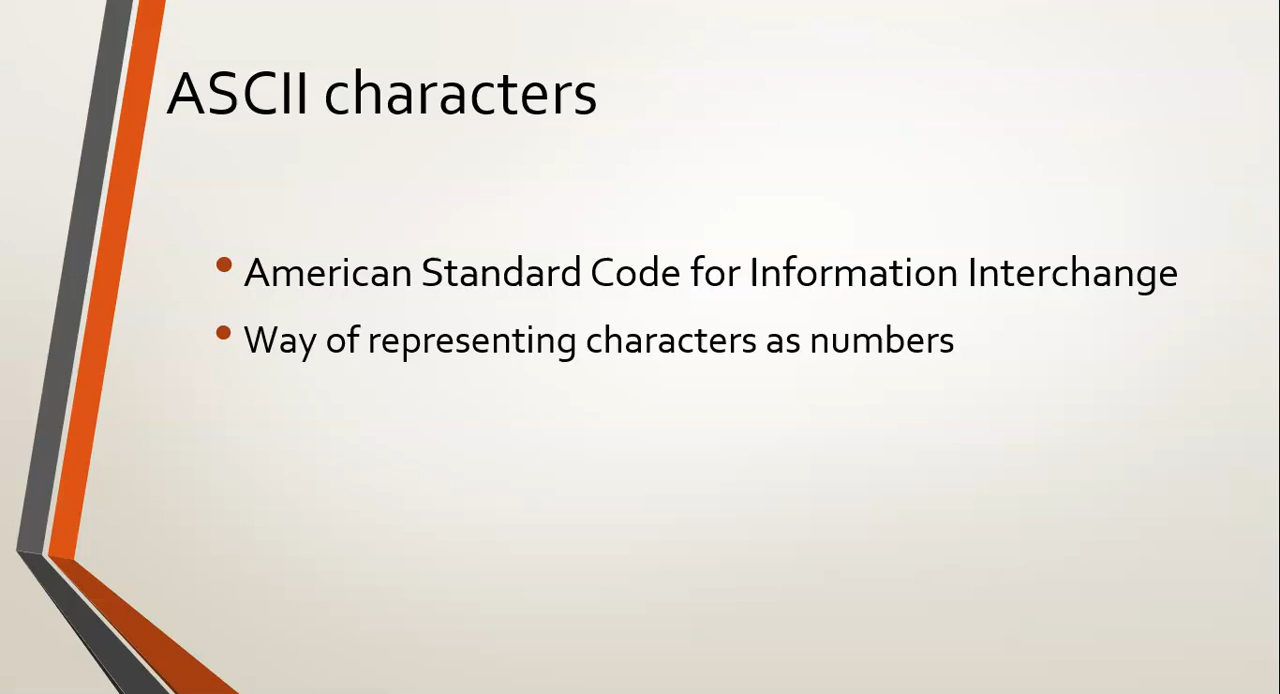 ASCII characters
American Standard Code for Information Interchange
Way of representing characters as numbers